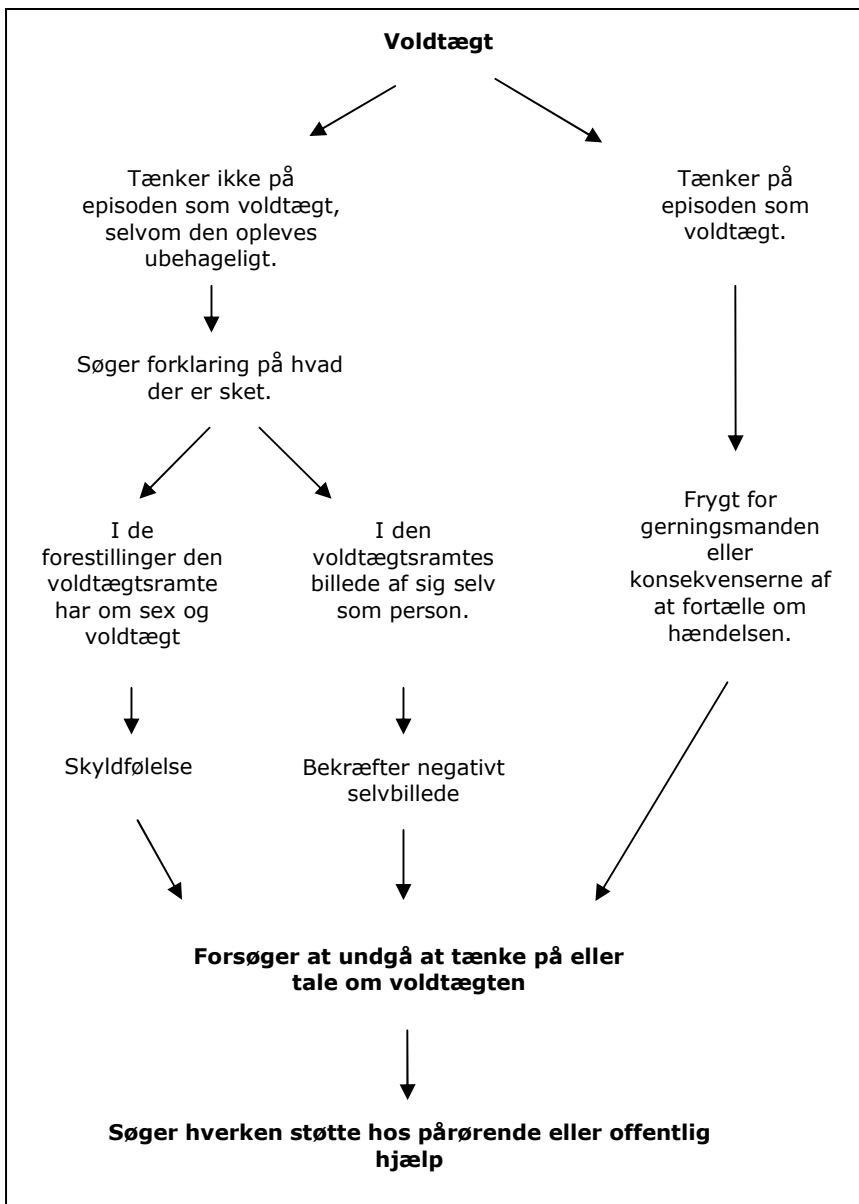 Voldtægt
Tænker ikke på
episoden som voldtægt,
selvom den opleves
ubehageligt.
Tænker på
episoden som
voldtægt.
Søger forklaring på hvad
der er sket.
I de
forestillinger den
voldtægtsramte
har om sex og
voldtægt
I den
voldtægtsramtes
billede af sig selv
som person.
Frygt for
gerningsmanden
eller
konsekvenserne af
at fortælle om
hændelsen.
Skyldfølelse
Bekræfter negativt
selvbillede
Forsøger at undgå at tænke på eller
tale om voldtægten
Søger hverken støtte hos pårørende eller offentlig
hjælp